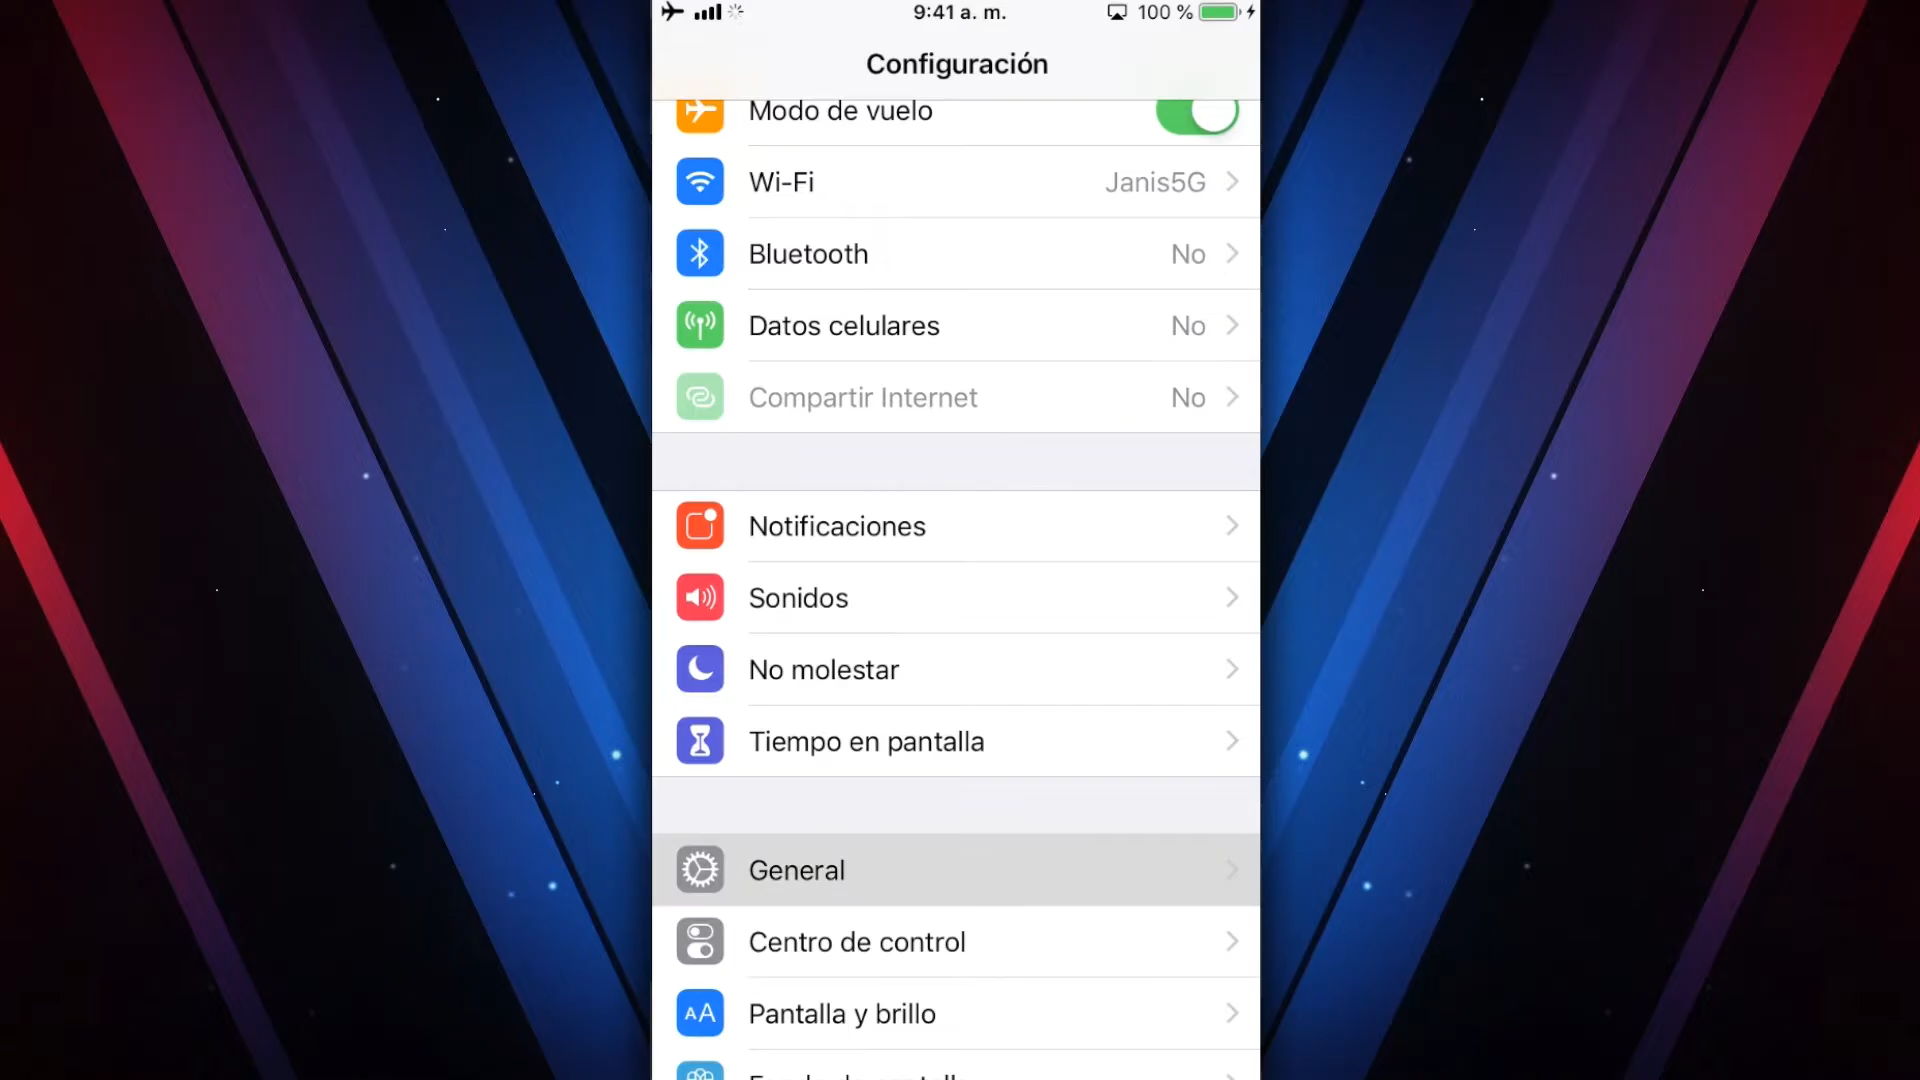 9:41 a. m.
100 %
Configuración
Modo de vuelo
Wi-Fi
Janis5G
Bluetooth
No
Datos celulares
No
Compartir Internet
No
Notificaciones
Sonidos
No molestar
Tiempo en pantalla
General
Centro de control
AA
Pantalla y brillo